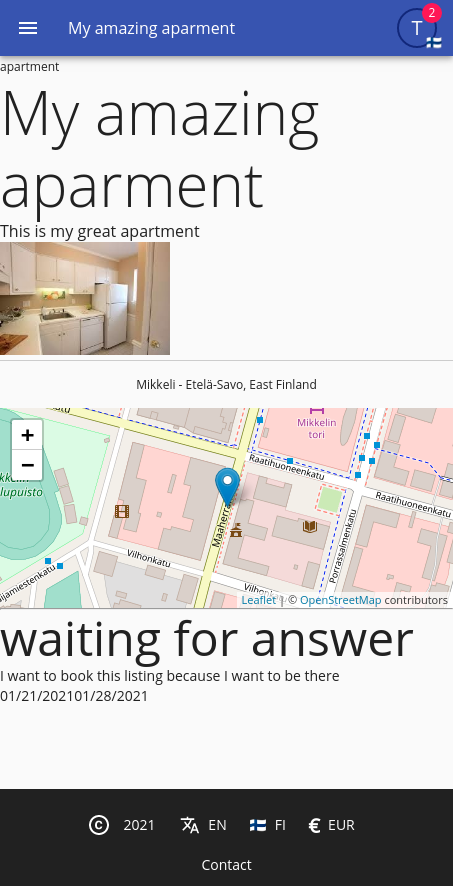 My amazing aparment
T
2
apartment
My amazing
aparment
This is my great apartment
Mikkeli - Etelä-Savo, East Finland
+
−
Mikkelin
tori
Raatihuoneenkatu
Raatihuoneenkatu
lupuisto
Maaherra
Porrassalmenkatu
Vilhonkatu
Vilhonkatu
ijamiestenkatu
Leaflet | © OpenStreetMap contributors
waiting for answer
I want to book this listing because I want to be there
01/21/202101/28/2021
© 2021 EN FI € EUR
Contact